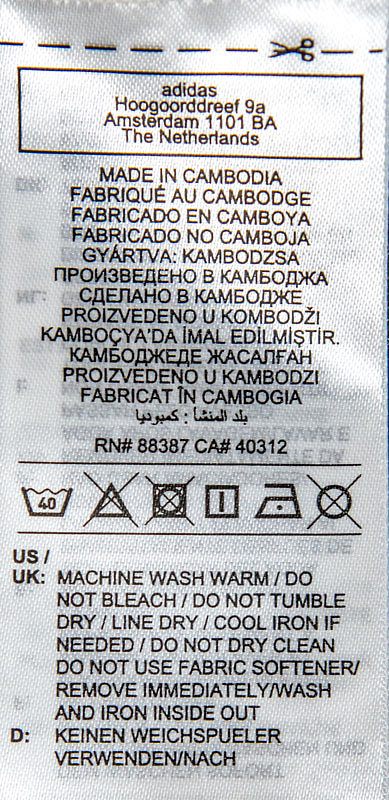 adidas
Hoogoorddreef 9a
Amsterdam 1101 BA
The Netherlands
MADE IN CAMBODIA
FABRIQUÉ AU CAMBODGE
FABRICADO EN CAMBOYA
FABRICADO NO CAMBOJA
GYÁRTVA: KAMBODZSA
ПРОИЗВЕДЕНО В КАМБОДЖА
СДЕЛАНО В КАМБОДЖЕ
PROIZVEDENO U KOMBODŽI
KAMBOÇYA'DA İMAL EDİLMİŞTİR.
КАМБОДЖЕДЕ ЖАСАЛҒАН
PROIZVEDENO U KAMBODZI
FABRICAT ÎN CAMBOGIA
بلد المنشأ : كمبوديا
RN# 88387 CA# 40312
40
US /
UK: MACHINE WASH WARM / DO
NOT BLEACH / DO NOT TUMBLE
DRY / LINE DRY / COOL IRON IF
NEEDED / DO NOT DRY CLEAN
DO NOT USE FABRIC SOFTENER/
REMOVE IMMEDIATELY/WASH
AND IRON INSIDE OUT
D: KEINEN WEICHSPUELER
VERWENDEN/NACH